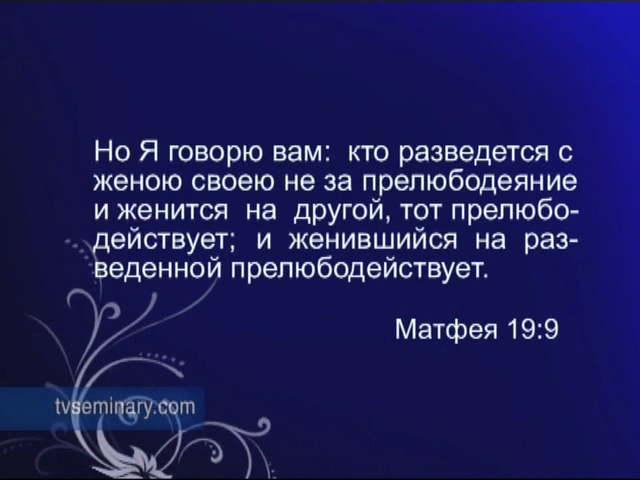 Но Я говорю вам: кто разведется с
женою своею не за прелюбодеяние
и женится на другой, тот прелюбо-
действует; и женившийся на раз-
веденной прелюбодействует.
Матфея 19:9
tvseminary.com